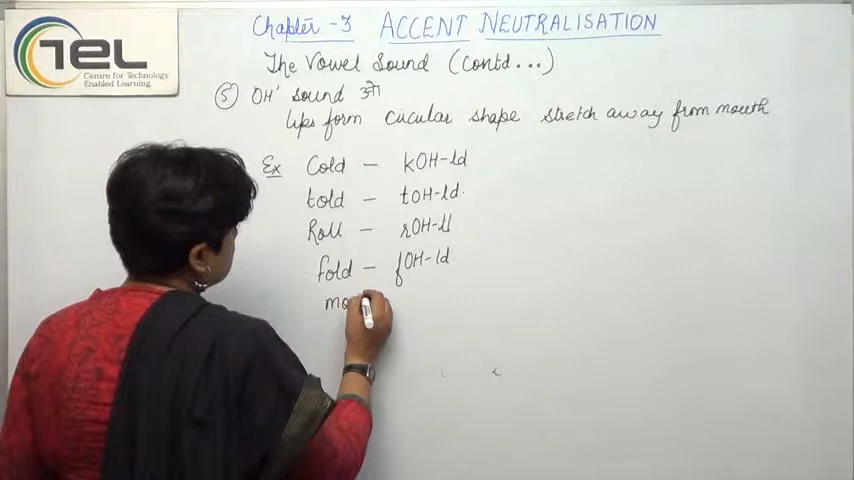 TEL
Centre for Technology
Enabled Learning
Chapter - 3 ACCENT NEUTRALISATION
The Vowel Sound (Contd...)
5 'OH' sound ओ
Lips form circular shape stretch away from mouth
Ex Cold - kOH-ld
told - tOH-ld
Roll - rOH-ll
fold - fOH-ld
mo